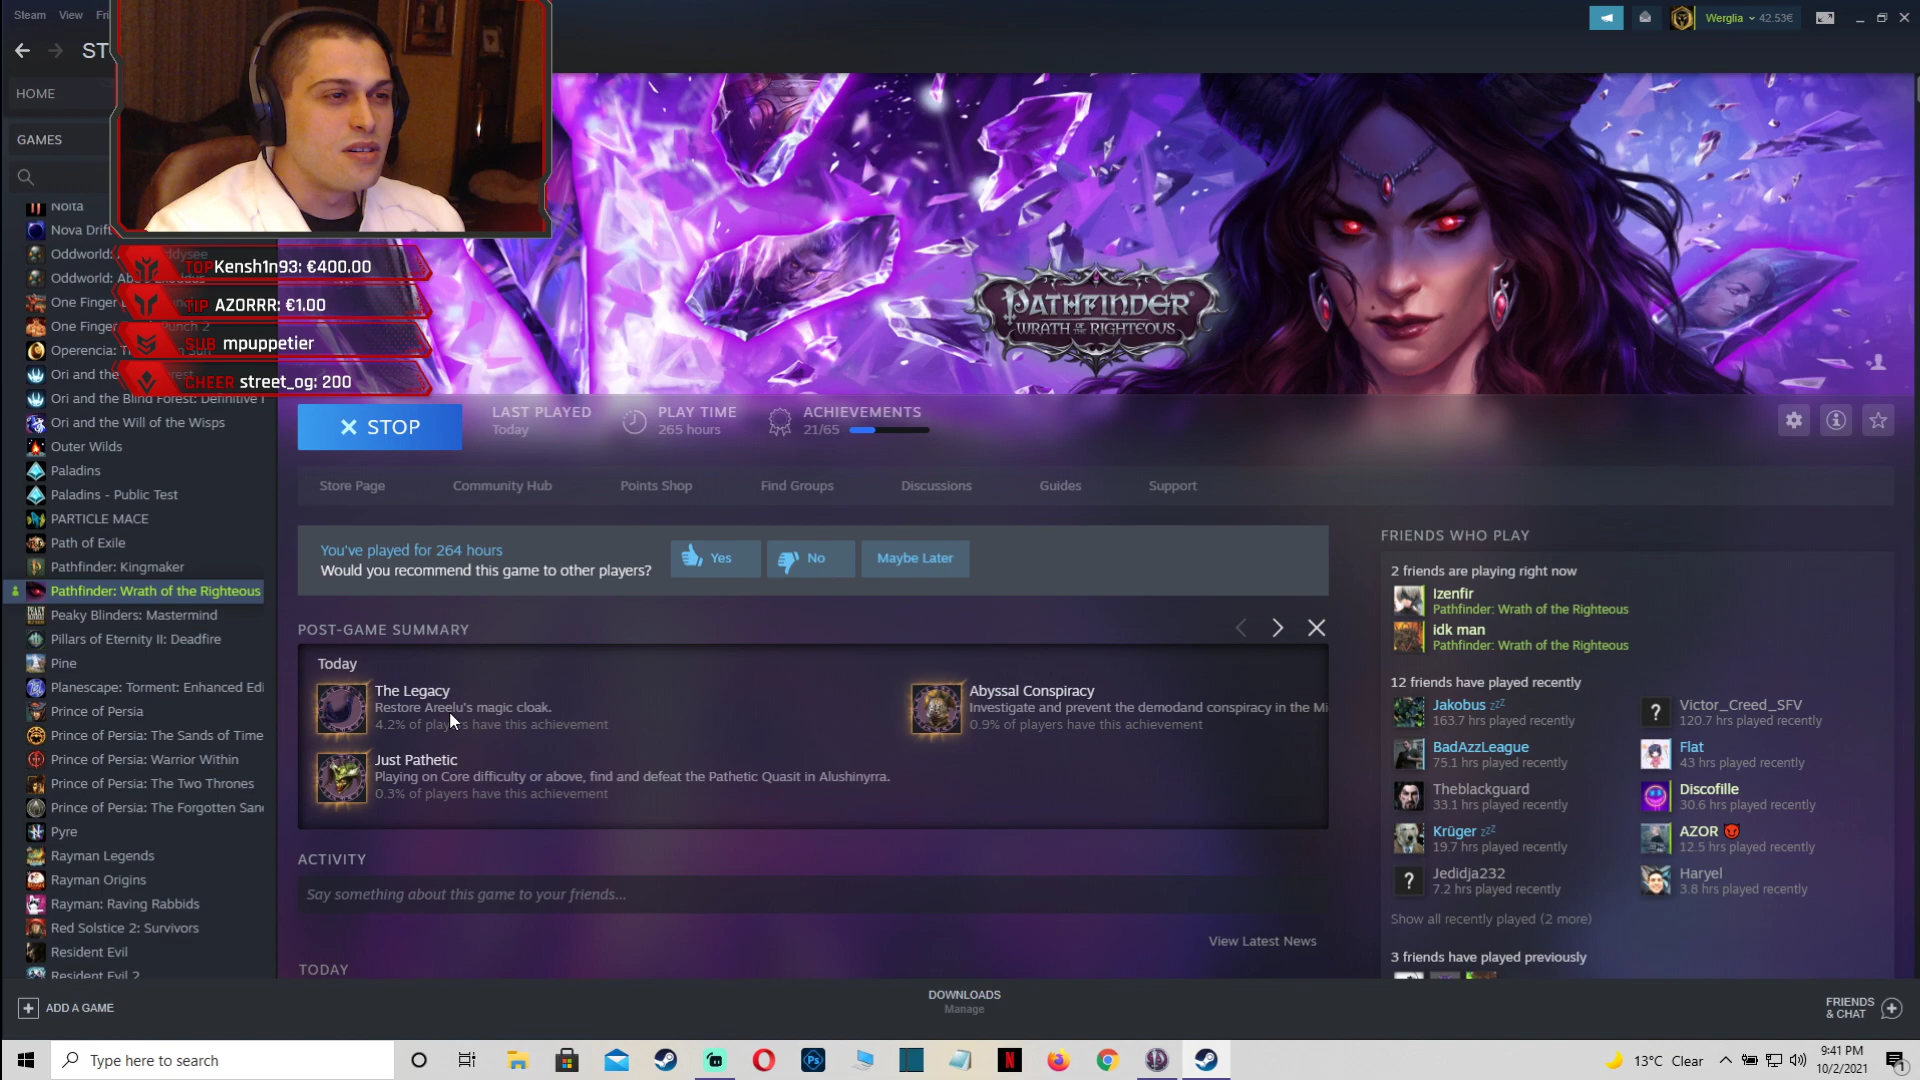 Steam View Fri
Werglia 42.53€
ST
HOME
GAMES
Noita
Nova Drift
Oddworld: ddysee
Oddworld: Ab
One Finger
One Finger unch 2
Operencia: T
Ori and the
Ori and the Blind Forest: Definitive
Ori and the Will of the Wisps
Outer Wilds
Paladins
Paladins - Public Test
PARTICLE MACE
Path of Exile
Pathfinder: Kingmaker
Pathfinder: Wrath of the Righteous
Peaky Blinders: Mastermind
Pillars of Eternity II: Deadfire
Pine
Planescape: Torment: Enhanced Edi
Prince of Persia
Prince of Persia: The Sands of Time
Prince of Persia: Warrior Within
Prince of Persia: The Two Thrones
Prince of Persia: The Forgotten San
Pyre
Rayman Legends
Rayman Origins
Rayman: Raving Rabbids
Red Solstice 2: Survivors
Resident Evil
Resident Evil 2
TOP Kensh1n93: €400.00
TIP AZORRR: €1.00
SUB mpuppetier
CHEER street_og: 200
PATHFINDER
WRATH OF THE RIGHTEOUS
STOP
LAST PLAYED
Today
PLAY TIME
265 hours
ACHIEVEMENTS
21/65
Store Page Community Hub Points Shop Find Groups Discussions Guides Support
You've played for 264 hours
Would you recommend this game to other players?
Yes No Maybe Later
POST-GAME SUMMARY
Today
The Legacy
Restore Areelu's magic cloak.
4.2% of players have this achievement
Abyssal Conspiracy
Investigate and prevent the demodand conspiracy in the Mi
0.9% of players have this achievement
Just Pathetic
Playing on Core difficulty or above, find and defeat the Pathetic Quasit in Alushinyrra.
0.3% of players have this achievement
ACTIVITY
Say something about this game to your friends...
View Latest News
TODAY
FRIENDS WHO PLAY
2 friends are playing right now
Izenfir
Pathfinder: Wrath of the Righteous
idk man
Pathfinder: Wrath of the Righteous
12 friends have played recently
Jakobus zzz
163.7 hrs played recently
Victor_Creed_SFV
120.7 hrs played recently
BadAzzLeague
75.1 hrs played recently
Flat
43 hrs played recently
Theblackguard
33.1 hrs played recently
Discofille
30.6 hrs played recently
Krüger zzz
19.7 hrs played recently
AZOR 😈
12.5 hrs played recently
Jedidja232
7.2 hrs played recently
Haryel
3.8 hrs played recently
Show all recently played (2 more)
3 friends have played previously
ADD A GAME
DOWNLOADS
Manage
FRIENDS
& CHAT
Type here to search
Ps
N
13°C Clear
9:41 PM
10/2/2021
1